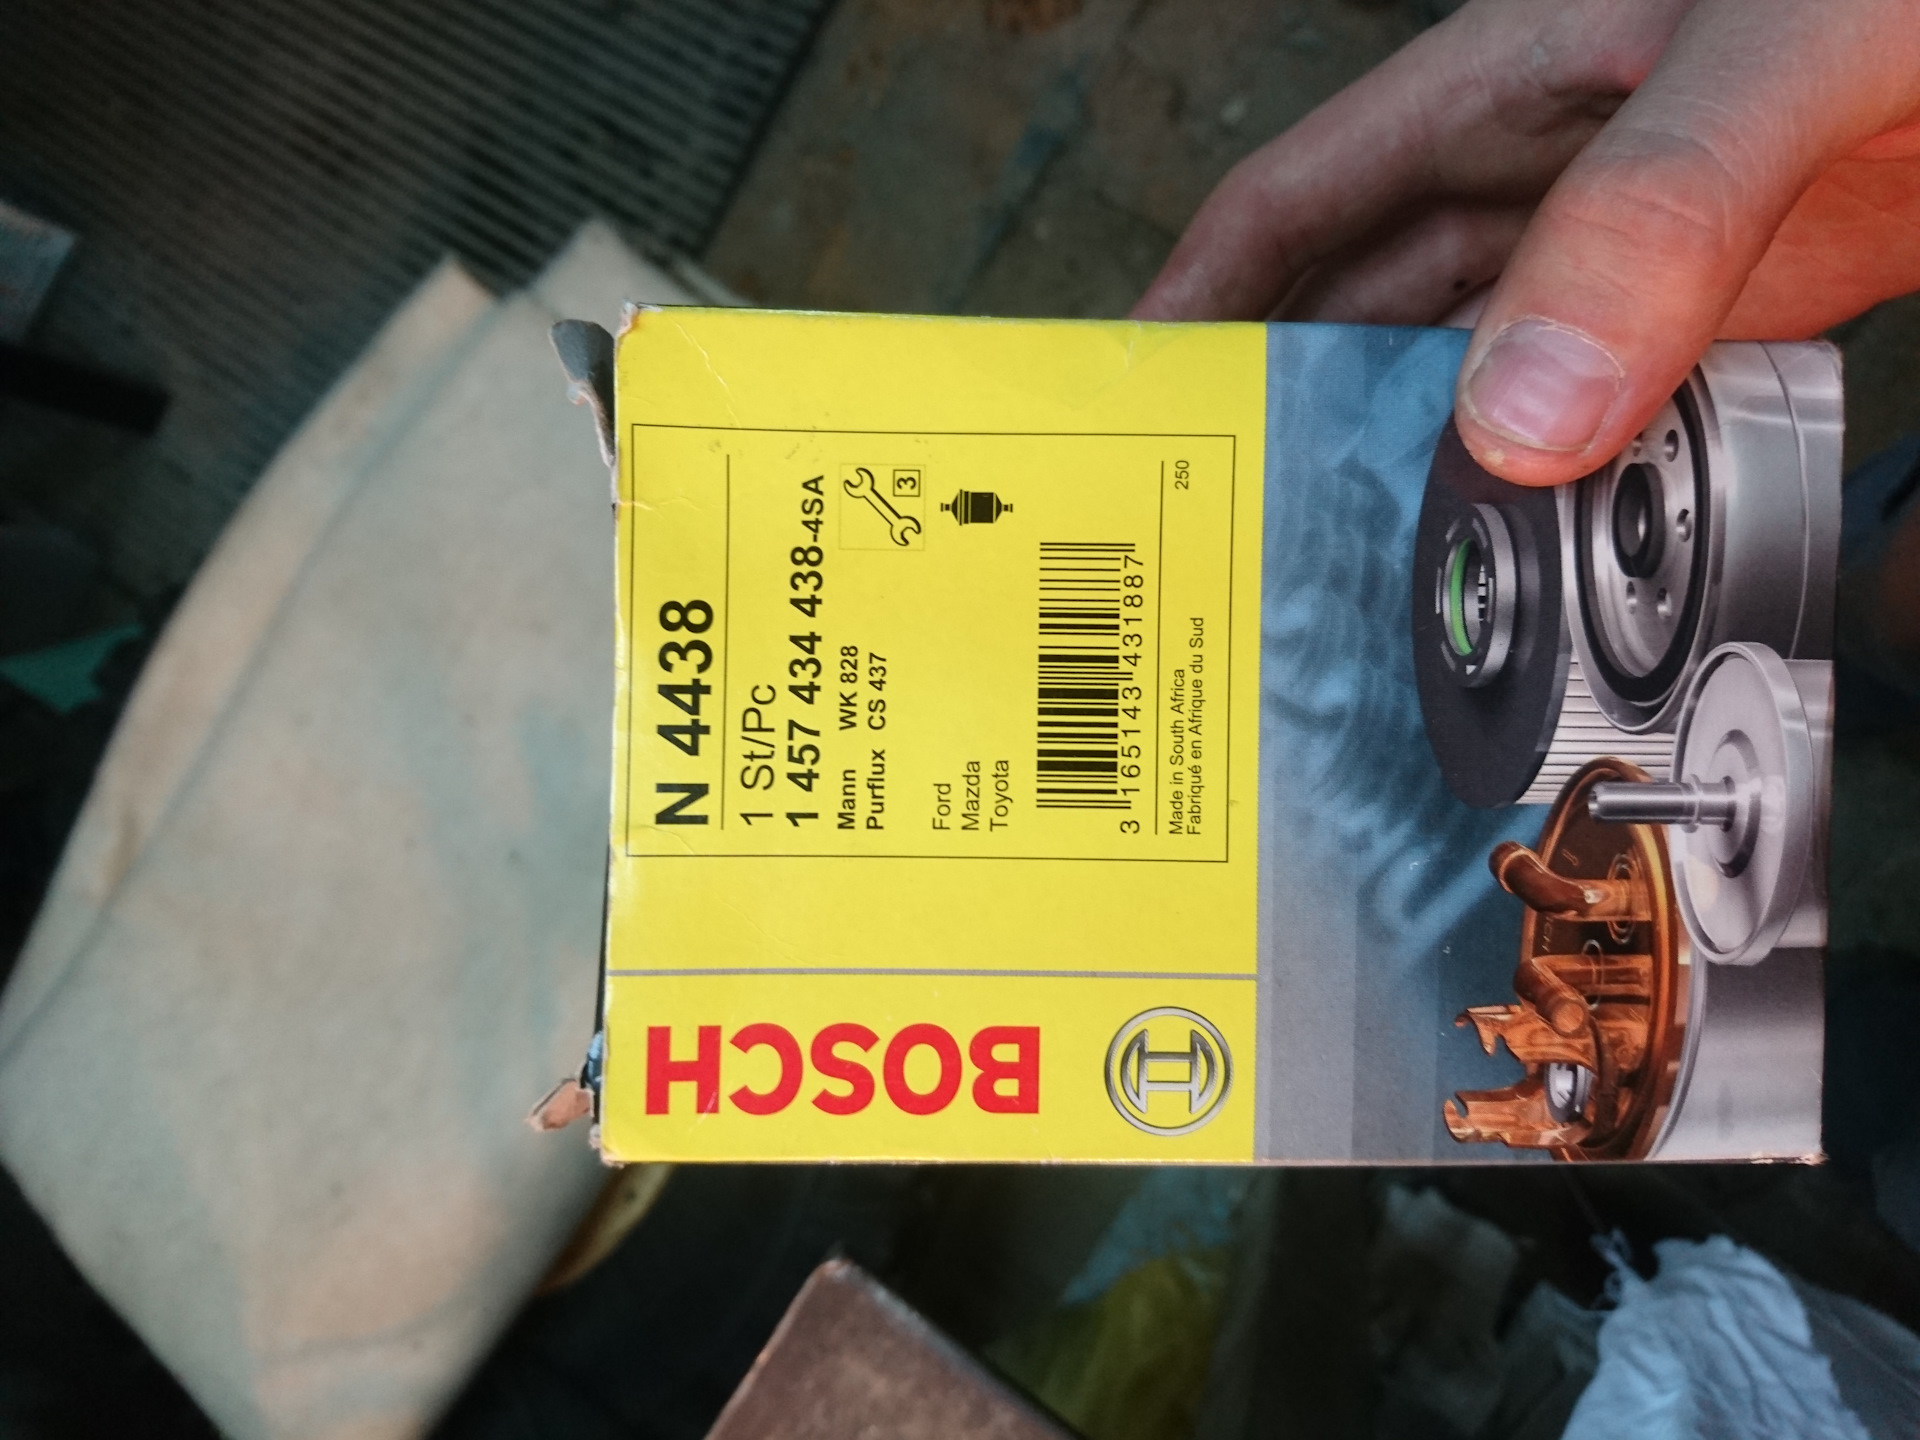 N 4438
1 St/Pc
1 457 434 438-4SA
Mann WK 828
Purflux CS 437
3
Ford
Mazda
Toyota
3 165143 431887
Made in South Africa
Fabriqué en Afrique du Sud
250
BOSCH